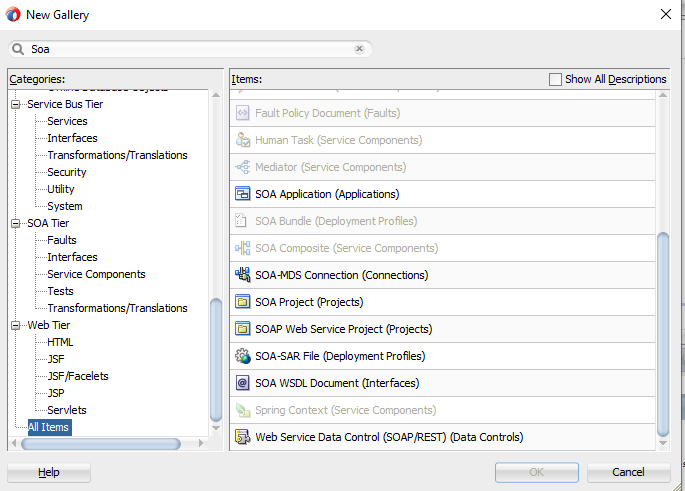 New Gallery
Soa
Categories:
Service Bus Tier
Services
Interfaces
Transformations/Translations
Security
Utility
System
SOA Tier
Faults
Interfaces
Service Components
Tests
Transformations/Translations
Web Tier
HTML
JSF
JSF/Facelets
JSP
Servlets
All Items
Items:
Show All Descriptions
Fault Policy Document (Faults)
Human Task (Service Components)
Mediator (Service Components)
SOA Application (Applications)
SOA Bundle (Deployment Profiles)
SOA Composite (Service Components)
SOA-MDS Connection (Connections)
SOA Project (Projects)
SOAP Web Service Project (Projects)
SOA-SAR File (Deployment Profiles)
SOA WSDL Document (Interfaces)
Spring Context (Service Components)
Web Service Data Control (SOAP/REST) (Data Controls)
Help
OK
Cancel